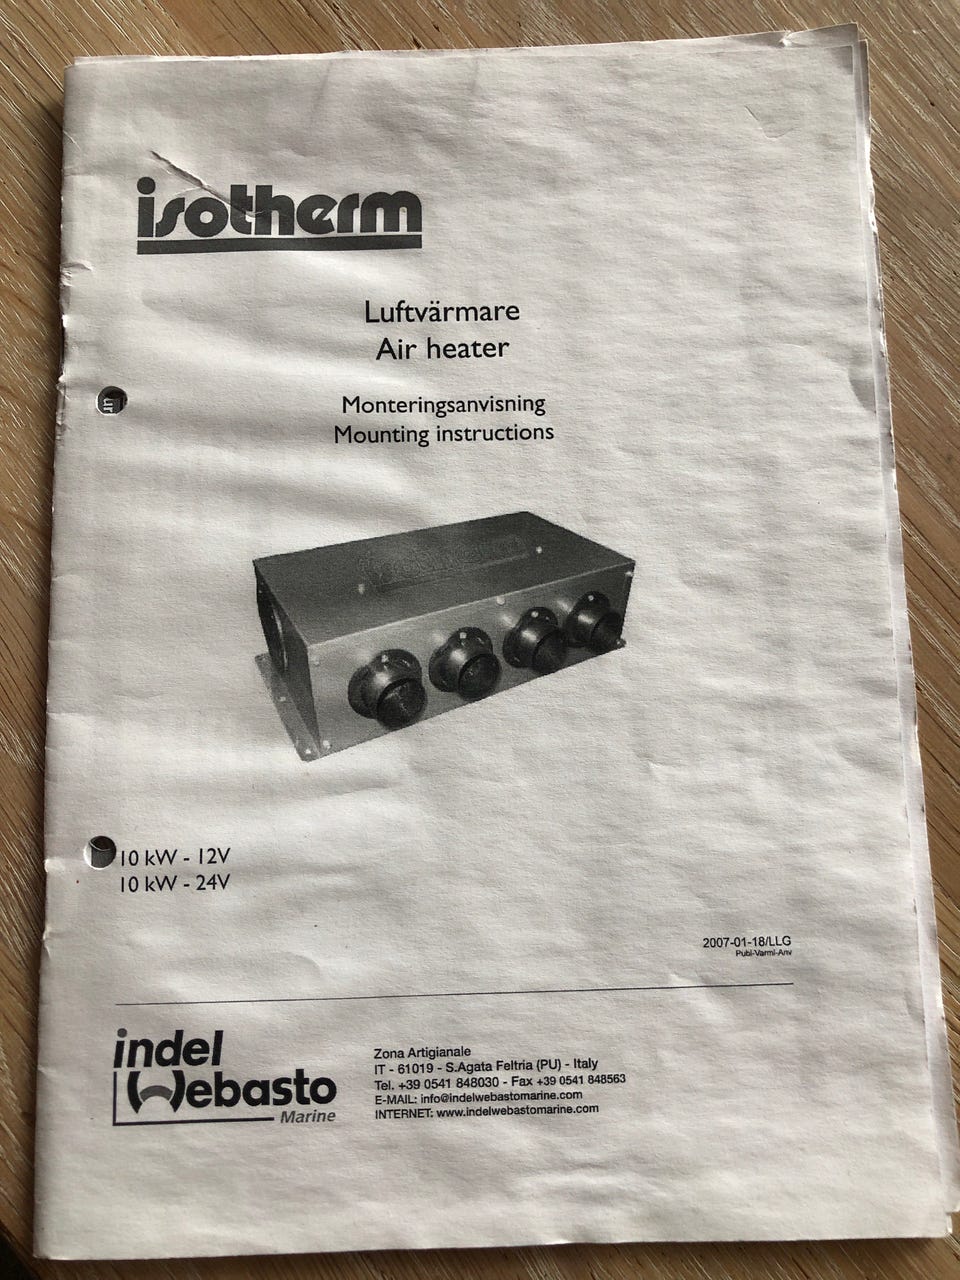 isotherm
Luftvärmare
Air heater
Monteringsanvisning
Mounting instructions
10 kW - 12V
10 kW - 24V
2007-01-18/LLG
Publ-Varml-Anv
indel
Webasto
Marine
Zona Artigianale
IT - 61019 - S.Agata Feltria (PU) - Italy
Tel. +39 0541 848030 - Fax +39 0541 848563
E-MAIL: info@indelwebastomarine.com
INTERNET: www.indelwebastomarine.com